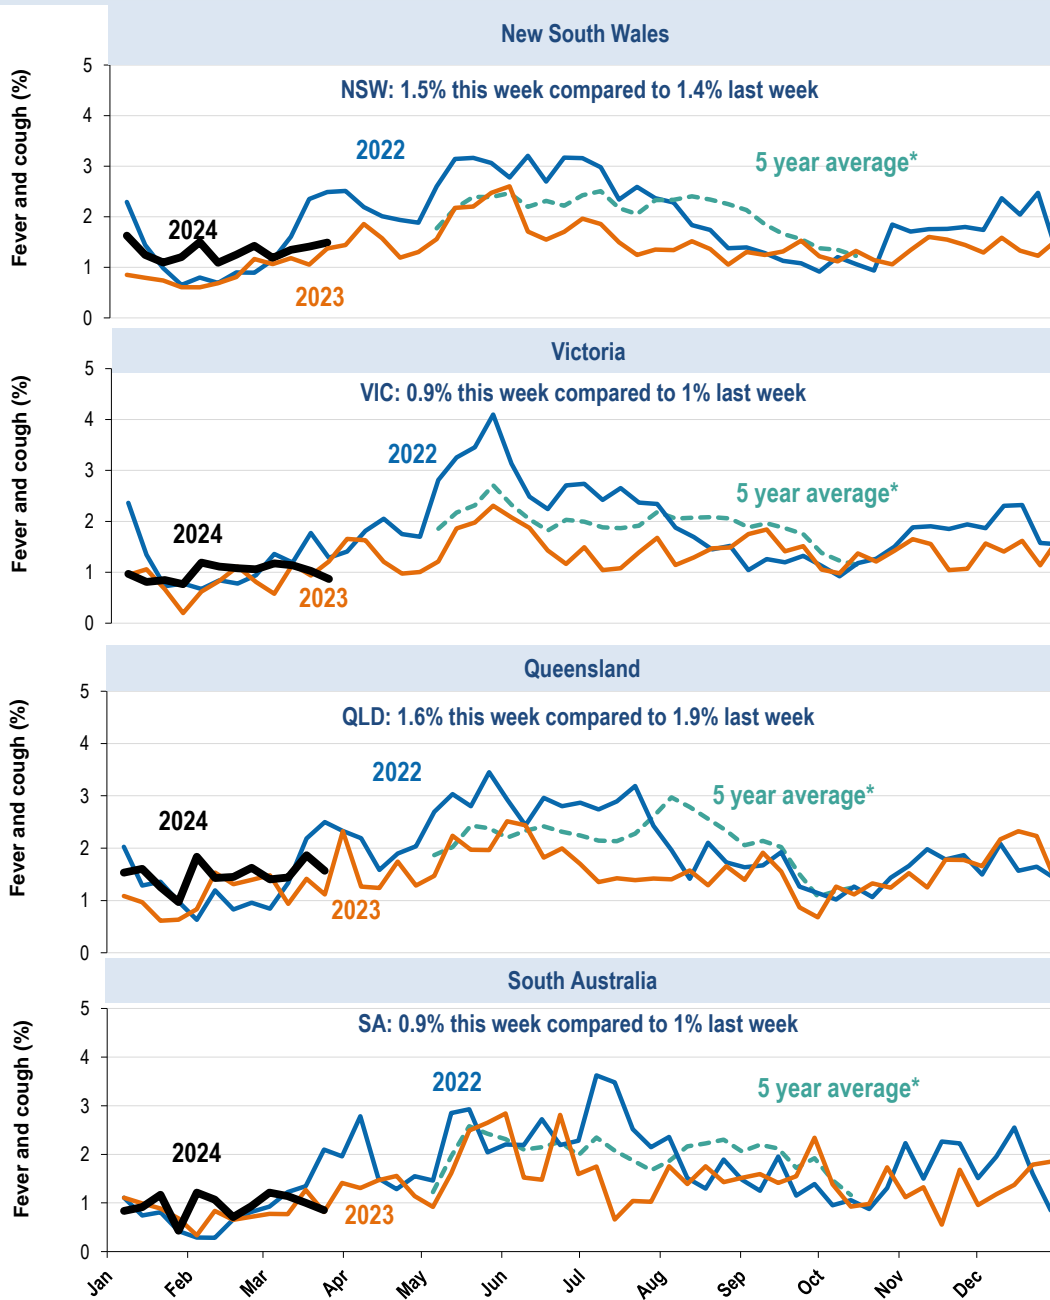 New South Wales
Fever and cough (%)
5
4
3
2
1
0
NSW: 1.5% this week compared to 1.4% last week
2022
5 year average*
2024
2023
Victoria
Fever and cough (%)
5
4
3
2
1
0
VIC: 0.9% this week compared to 1% last week
2022
5 year average*
2024
2023
Queensland
Fever and cough (%)
5
4
3
2
1
0
QLD: 1.6% this week compared to 1.9% last week
2022
5 year average*
2024
2023
South Australia
Fever and cough (%)
5
4
3
2
1
0
SA: 0.9% this week compared to 1% last week
2022
5 year average*
2024
2023
Jan Feb Mar Apr May Jun Jul Aug Sep Oct Nov Dec